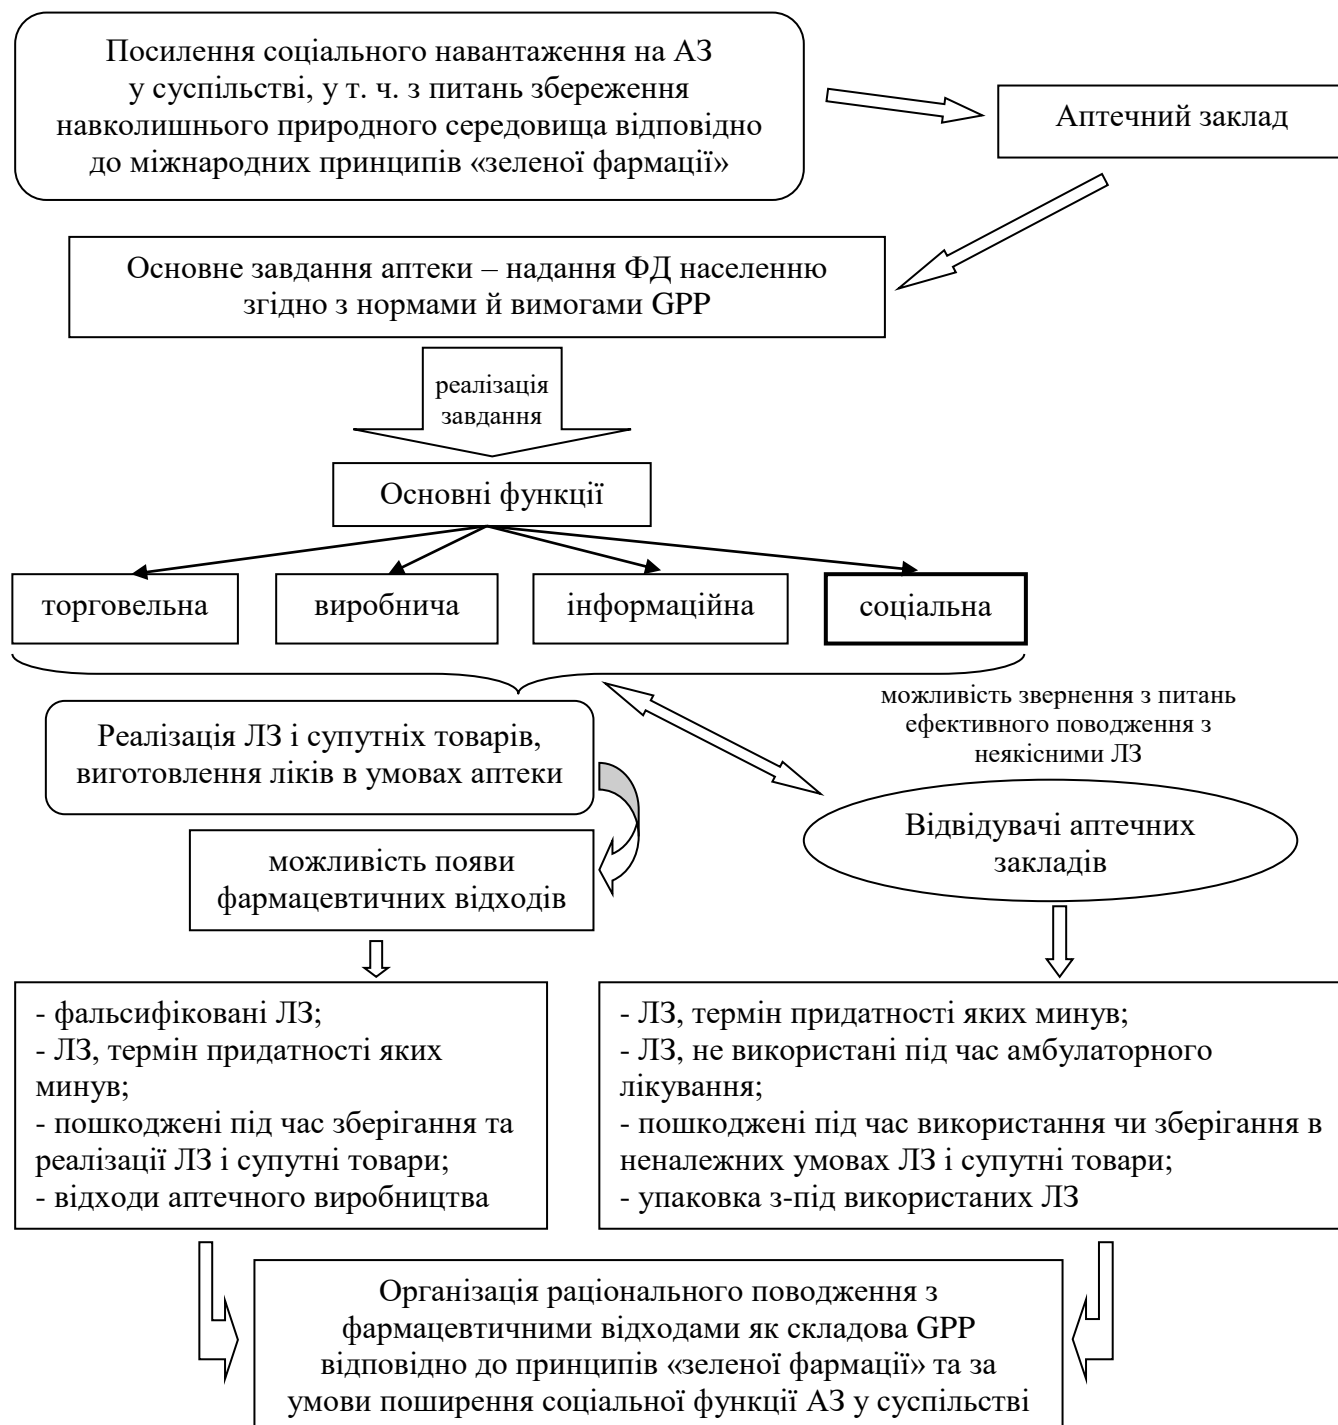 Посилення соціального навантаження на АЗ
у суспільстві, у т. ч. з питань збереження
навколишнього природного середовища відповідно
до міжнародних принципів «зеленої фармації»
Аптечний заклад
Основне завдання аптеки – надання ФД населенню
згідно з нормами й вимогами GPP
реалізація
завдання
Основні функції
торговельна
виробнича
інформаційна
соціальна
можливість звернення з питань
ефективного поводження з
неякісними ЛЗ
Реалізація ЛЗ і супутніх товарів,
виготовлення ліків в умовах аптеки
Відвідувачі аптечних
закладів
можливість появи
фармацевтичних відходів
- фальсифіковані ЛЗ;
- ЛЗ, термін придатності яких
минув;
- пошкоджені під час зберігання та
реалізації ЛЗ і супутні товари;
- відходи аптечного виробництва
- ЛЗ, термін придатності яких минув;
- ЛЗ, не використані під час амбулаторного
лікування;
- пошкоджені під час використання чи зберігання в
неналежних умовах ЛЗ і супутні товари;
- упаковка з-під використаних ЛЗ
Організація раціонального поводження з
фармацевтичними відходами як складова GPP
відповідно до принципів «зеленої фармації» та за
умови поширення соціальної функції АЗ у суспільстві